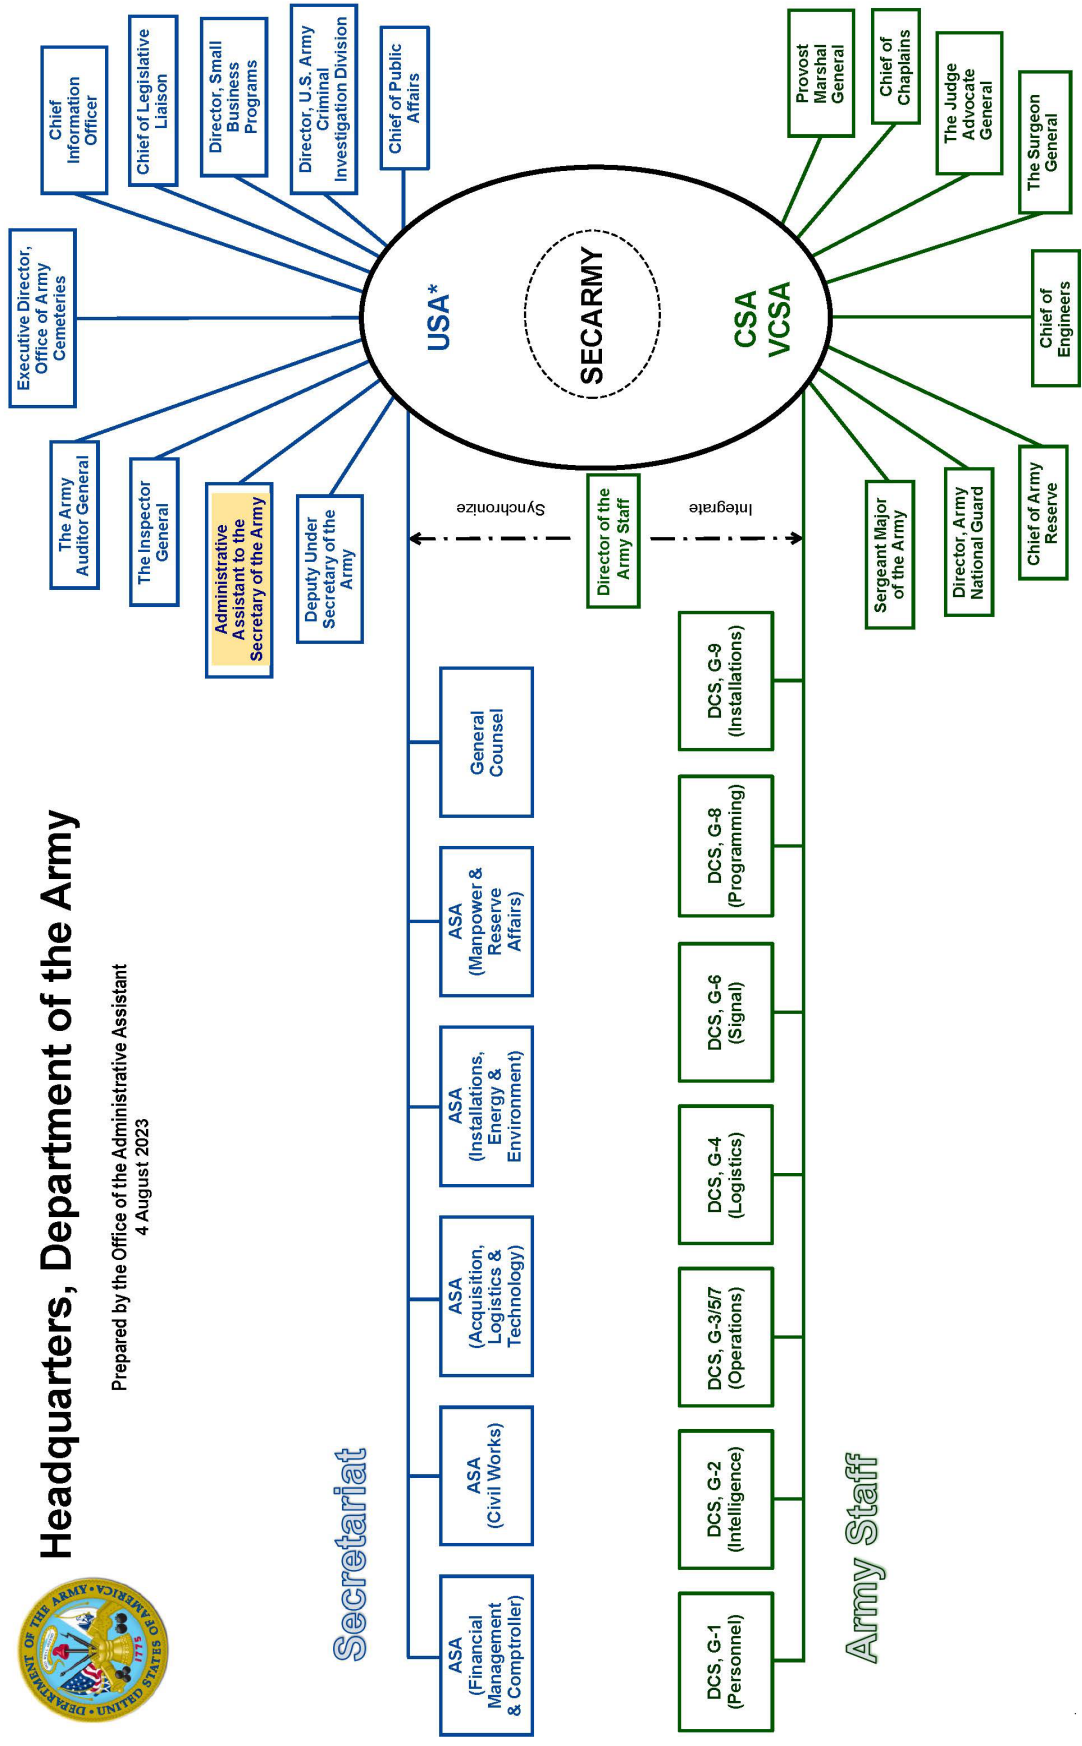 Headquarters, Department of the Army
Prepared by the Office of the Administrative Assistant
4 August 2023
DEPARTMENT OF THE ARMY
UNITED STATES OF AMERICA
1775
Secretariat
ASA
(Financial
Management
& Comptroller)
ASA
(Civil Works)
ASA
(Acquisition,
Logistics &
Technology)
ASA
(Installations,
Energy &
Environment)
ASA
(Manpower &
Reserve
Affairs)
General
Counsel
Deputy Under
Secretary of the
Army
Administrative
Assistant to the
Secretary of the Army
The Inspector
General
The Army
Auditor General
Executive Director,
Office of Army
Cemeteries
Chief
Information
Officer
Chief of Legislative
Liaison
Director, Small
Business
Programs
Director, U.S. Army
Criminal
Investigation Division
Chief of Public
Affairs
USA*
SECARMY
CSA
VCSA
Synchronize
Director of the
Army Staff
Integrate
Army Staff
DCS, G-1
(Personnel)
DCS, G-2
(Intelligence)
DCS, G-3/5/7
(Operations)
DCS, G-4
(Logistics)
DCS, G-6
(Signal)
DCS, G-8
(Programming)
DCS, G-9
(Installations)
Sergeant Major
of the Army
Director, Army
National Guard
Chief of Army
Reserve
Chief of
Engineers
The Surgeon
General
The Judge
Advocate
General
Chief of
Chaplains
Provost
Marshal
General